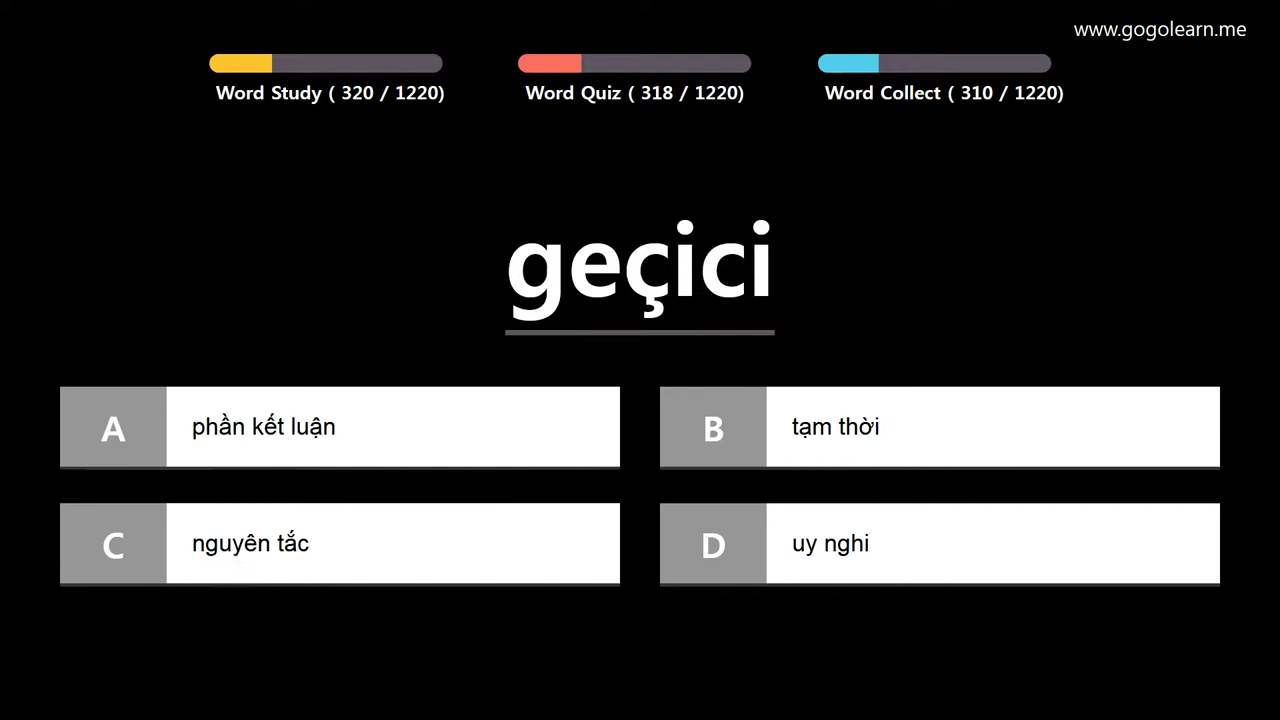 www.gogolearn.me
Word Study ( 320 / 1220)
Word Quiz ( 318 / 1220)
Word Collect ( 310 / 1220)
geçici
A
phần kết luận
B
tạm thời
C
nguyên tắc
D
uy nghi